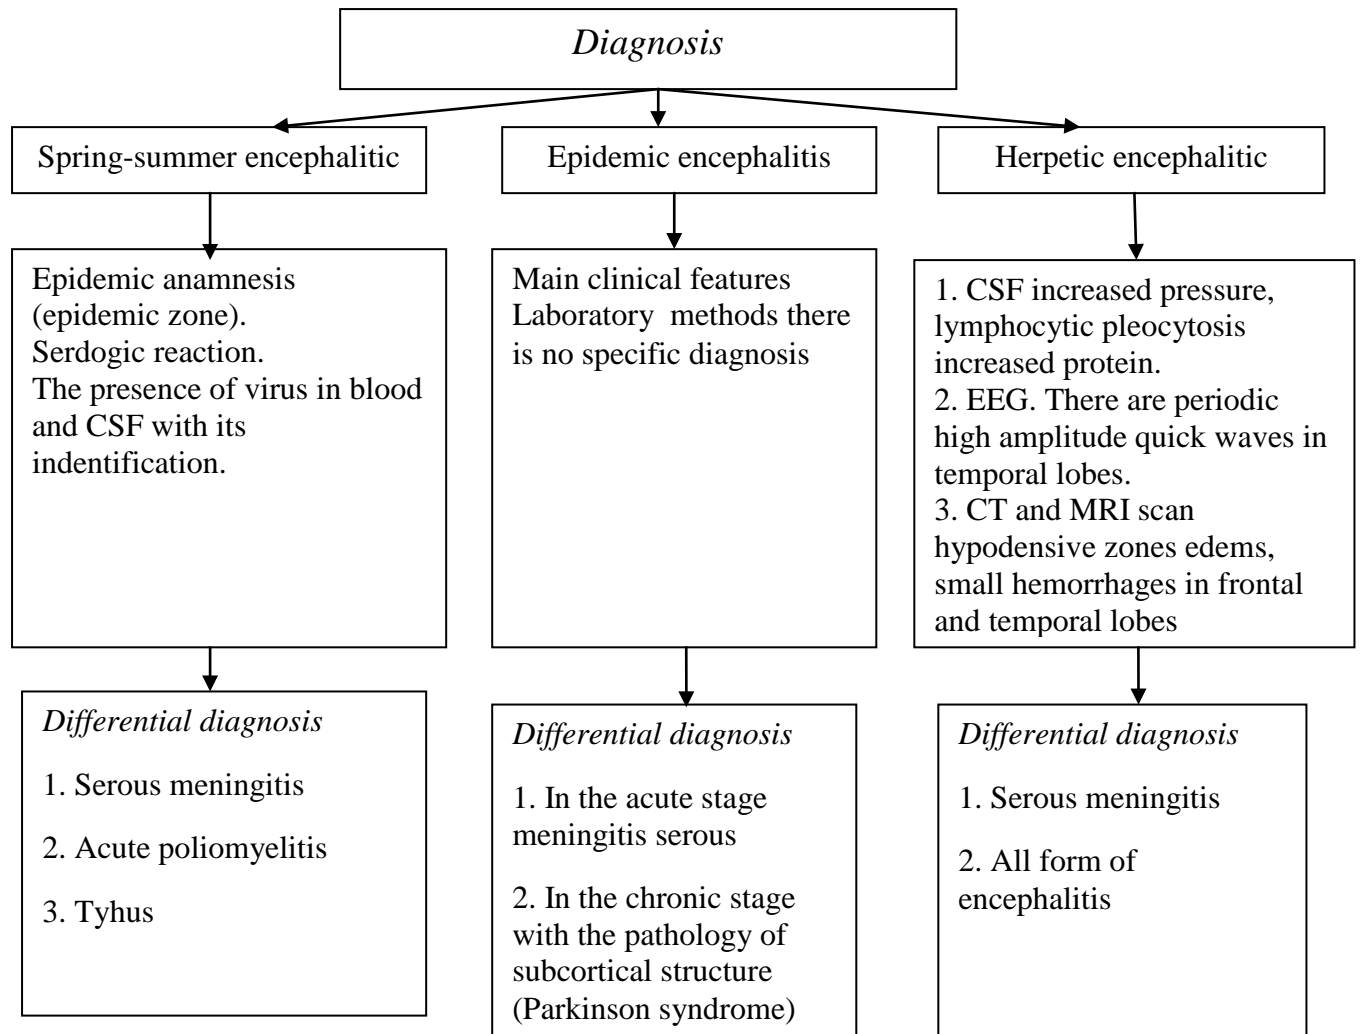 Diagnosis
Spring-summer encephalitic
Epidemic encephalitis
Herpetic encephalitic
Epidemic anamnesis
(epidemic zone).
Serdogic reaction.
The presence of virus in blood
and CSF with its
indentification.
Main clinical features
Laboratory methods there
is no specific diagnosis
1. CSF increased pressure,
lymphocytic pleocytosis
increased protein.
2. EEG. There are periodic
high amplitude quick waves in
temporal lobes.
3. CT and MRI scan
hypodensive zones edems,
small hemorrhages in frontal
and temporal lobes
Differential diagnosis
1. Serous meningitis
2. Acute poliomyelitis
3. Tyhus
Differential diagnosis
1. In the acute stage
meningitis serous
2. In the chronic stage
with the pathology of
subcortical structure
(Parkinson syndrome)
Differential diagnosis
1. Serous meningitis
2. All form of
encephalitis